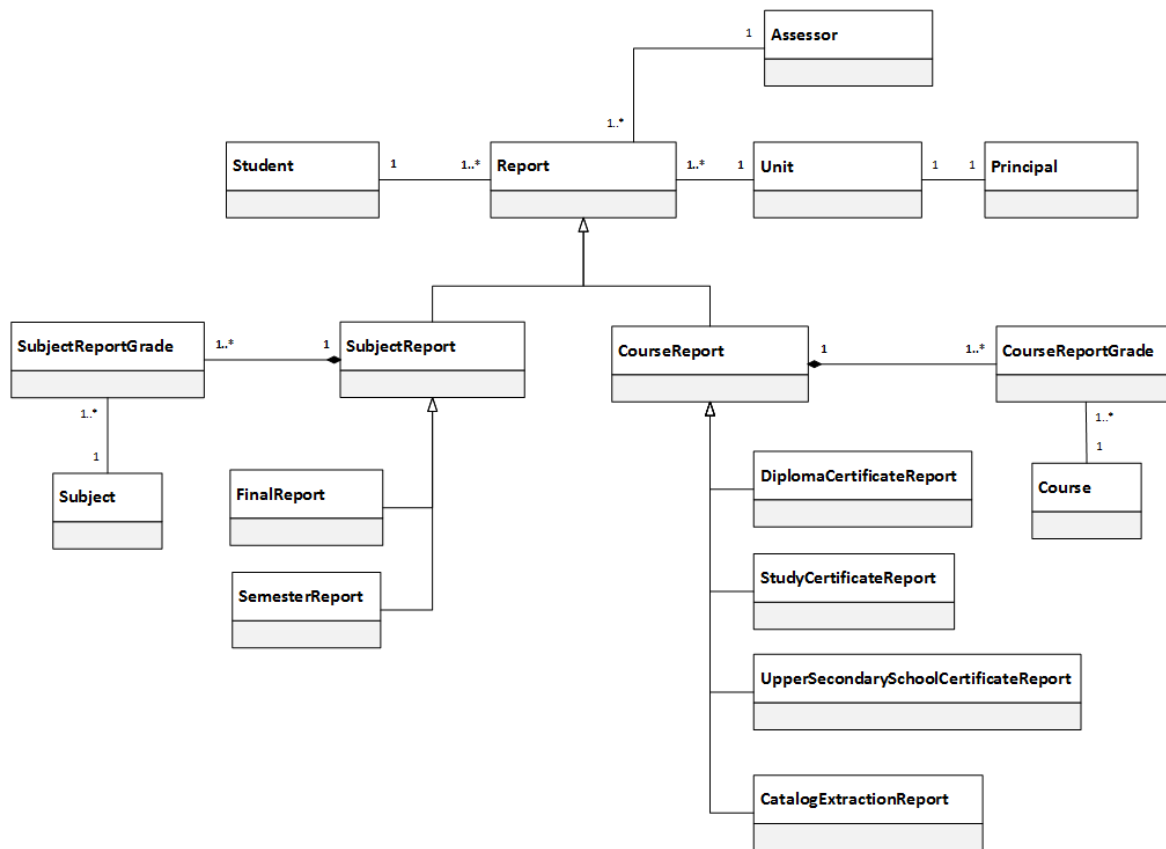 Assessor
1
1..*
Student
1
1..*
Report
1..*
1
Unit
1
1
Principal
SubjectReportGrade
1..*
1
SubjectReport
CourseReport
1
1..*
CourseReportGrade
1..*
1
Subject
1..*
1
Course
FinalReport
DiplomaCertificateReport
SemesterReport
StudyCertificateReport
UpperSecondarySchoolCertificateReport
CatalogExtractionReport